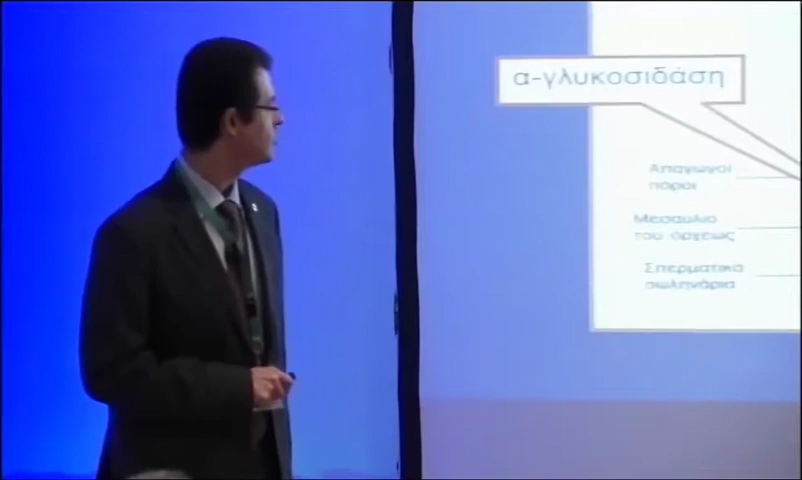 α-γλυκοσιδάση
Απαγωγοί
πόροι
Μεσαύλιο
του όρχεως
Σπερματικά
σωληνάρια